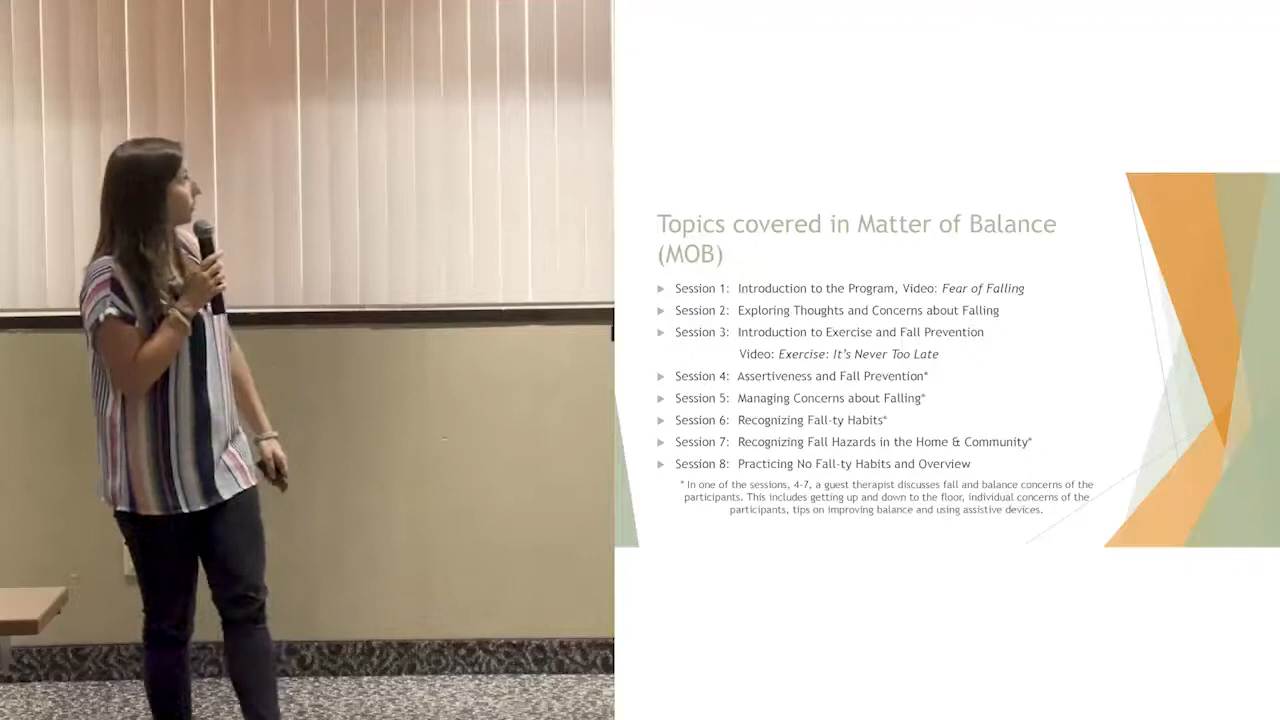 Topics covered in Matter of Balance
(MOB)
Session 1: Introduction to the Program, Video: Fear of Falling
Session 2: Exploring Thoughts and Concerns about Falling
Session 3: Introduction to Exercise and Fall Prevention
Video: Exercise: It's Never Too Late
Session 4: Assertiveness and Fall Prevention*
Session 5: Managing Concerns about Falling*
Session 6: Recognizing Fall-ty Habits*
Session 7: Recognizing Fall Hazards in the Home & Community*
Session 8: Practicing No Fall-ty Habits and Overview
* In one of the sessions, 4-7, a guest therapist discusses fall and balance concerns of the
participants. This includes getting up and down to the floor, individual concerns of the
participants, tips on improving balance and using assistive devices.